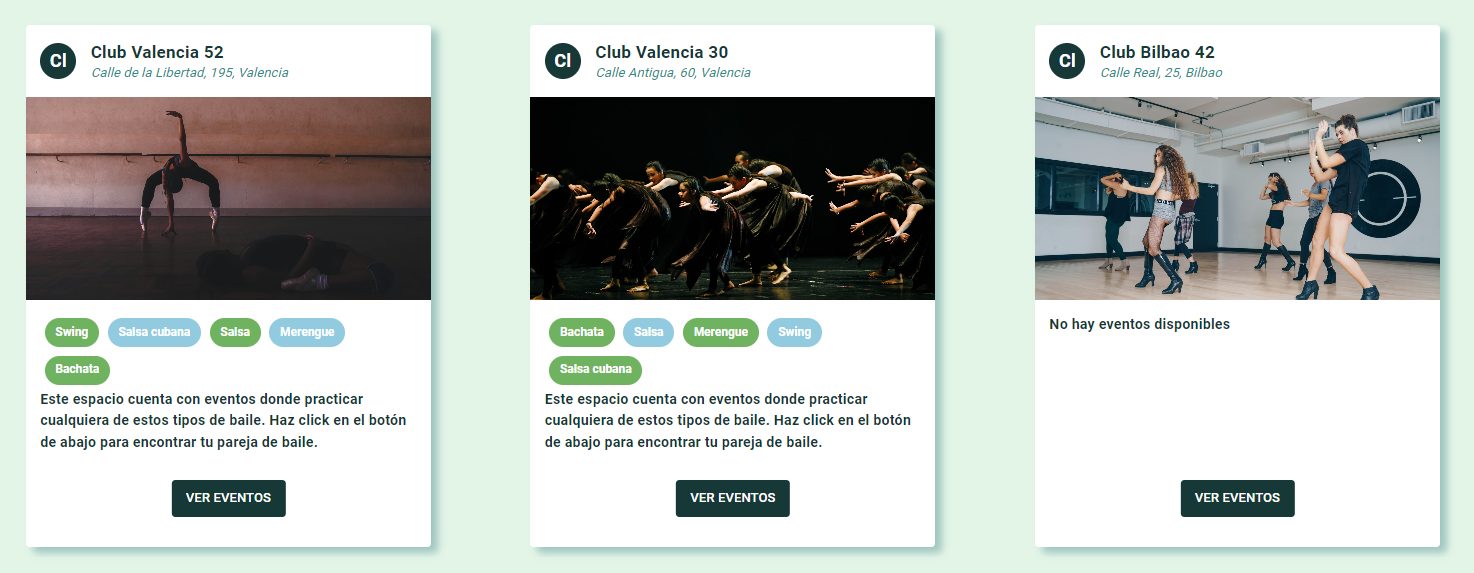 Cl
Club Valencia 52
Calle de la Libertad, 195, Valencia
Swing Salsa cubana Salsa Merengue
Bachata
Este espacio cuenta con eventos donde practicar
cualquiera de estos tipos de baile. Haz click en el botón
de abajo para encontrar tu pareja de baile.
VER EVENTOS
Cl
Club Valencia 30
Calle Antigua, 60, Valencia
Bachata Salsa Merengue Swing
Salsa cubana
Este espacio cuenta con eventos donde practicar
cualquiera de estos tipos de baile. Haz click en el botón
de abajo para encontrar tu pareja de baile.
VER EVENTOS
Cl
Club Bilbao 42
Calle Real, 25, Bilbao
No hay eventos disponibles
VER EVENTOS